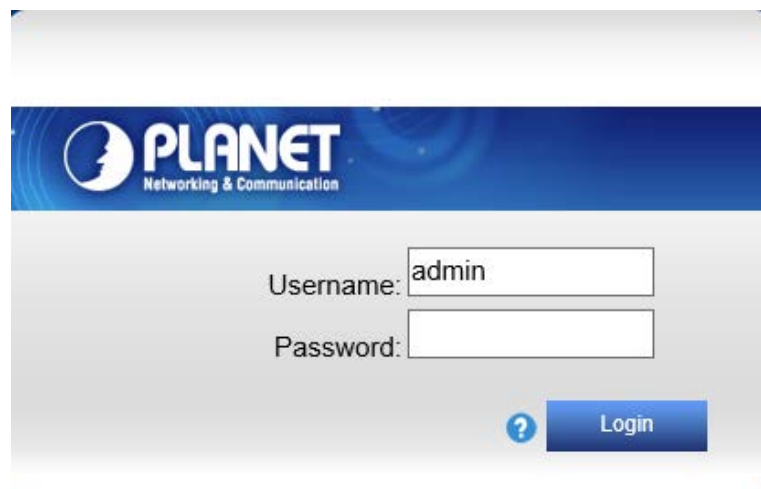 PLANET
Networking & Communication
Username: admin
Password:
? Login